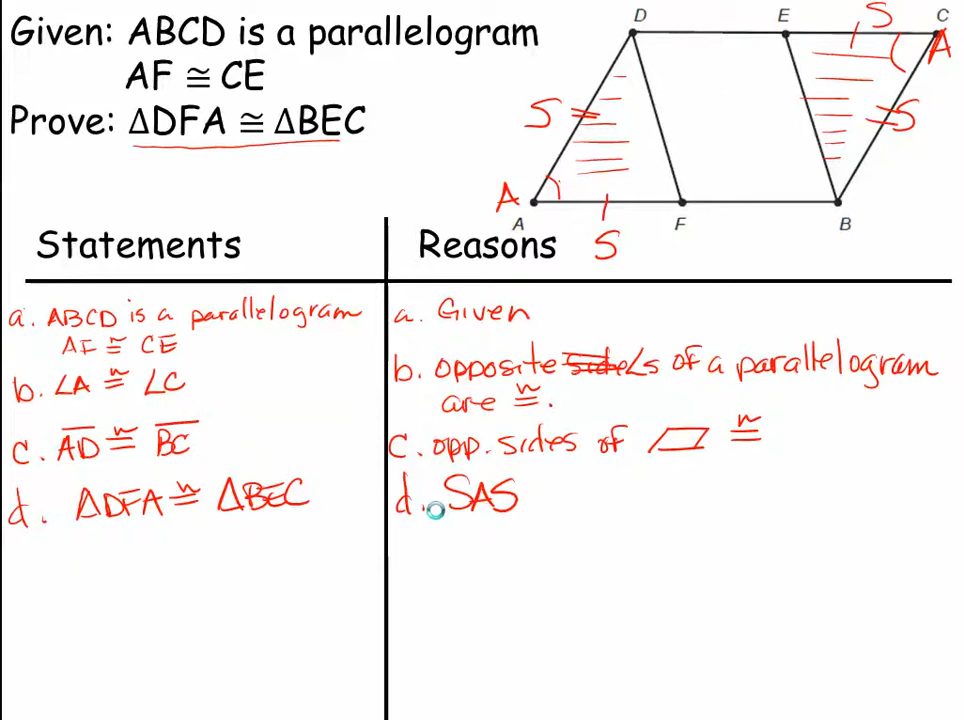 Given: ABCD is a parallelogram
AF ≅ CE
Prove: ΔDFA ≅ ΔBEC
D E S C
A
S S
A
A F B
S
Statements Reasons
a. ABCD is a parallelogram
AF ≅ CE
a. Given
b. ∠A ≅ ∠C
b. opposite side ∠s of a parallelogram
are ≅.
c. AD ≅ BC
c. opp. sides of ▱ ≅
d. ΔDFA ≅ ΔBEC
d. SAS